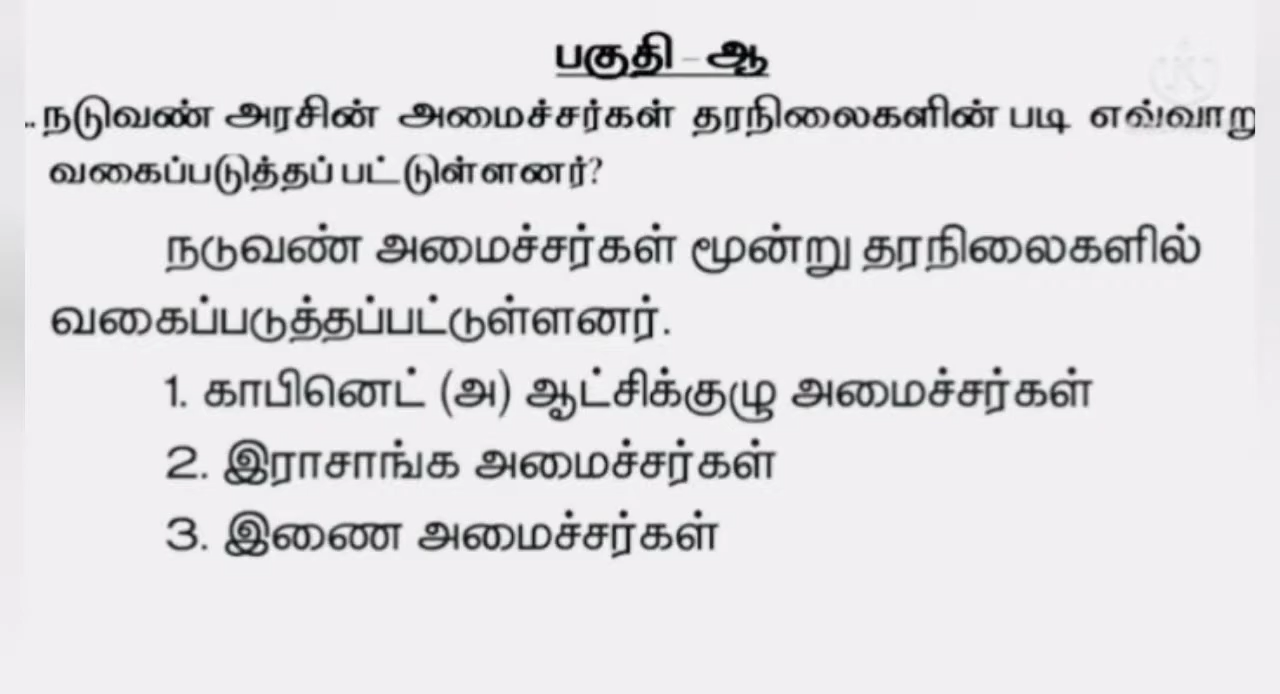 பகுதி – ஆ
..நடுவண் அரசின் அமைச்சர்கள் தரநிலைகளின் படி எவ்வாறு
வகைப்படுத்தப் பட்டுள்ளனர்?
நடுவண் அமைச்சர்கள் மூன்று தரநிலைகளில்
வகைப்படுத்தப்பட்டுள்ளனர்.
1. காபினெட் (அ) ஆட்சிக்குழு அமைச்சர்கள்
2. இராசாங்க அமைச்சர்கள்
3. இணை அமைச்சர்கள்